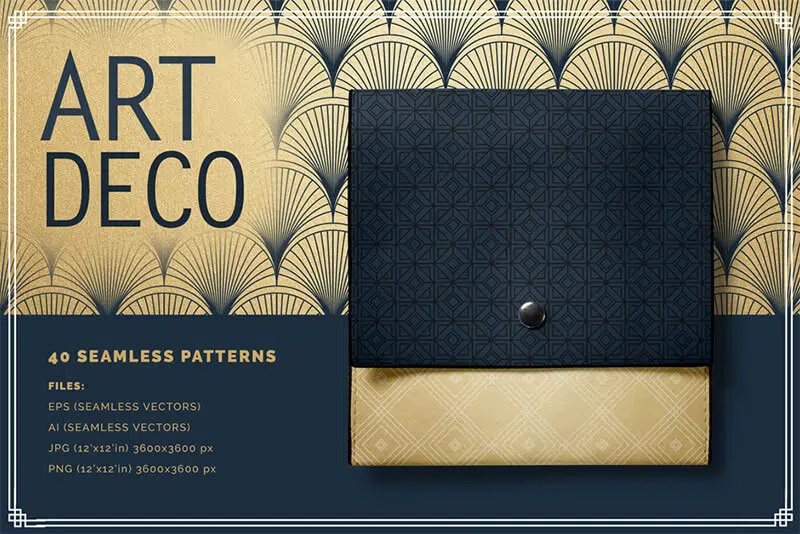 ART
DECO
40 SEAMLESS PATTERNS
FILES:
EPS (SEAMLESS VECTORS)
AI (SEAMLESS VECTORS)
JPG (12'x12'in) 3600x3600 px
PNG (12'x12'in) 3600x3600 px